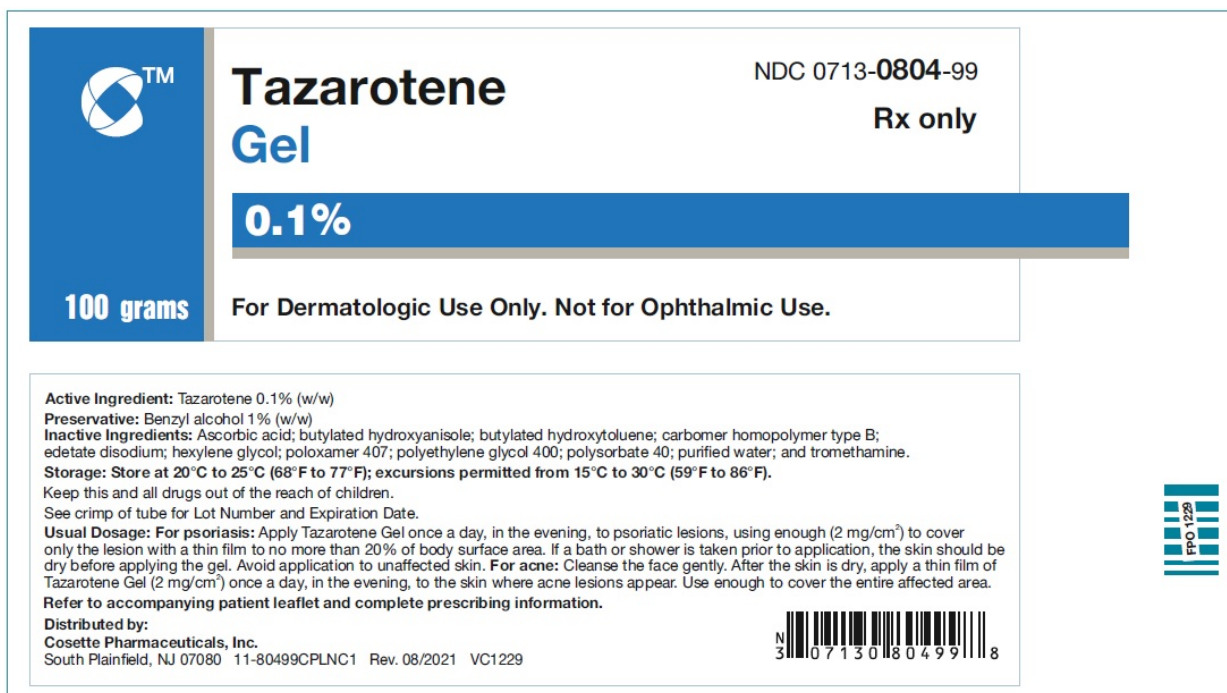 TM
Tazarotene
Gel
NDC 0713-0804-99
Rx only
0.1%
100 grams
For Dermatologic Use Only. Not for Ophthalmic Use.
Active Ingredient: Tazarotene 0.1% (w/w)
Preservative: Benzyl alcohol 1% (w/w)
Inactive Ingredients: Ascorbic acid; butylated hydroxyanisole; butylated hydroxytoluene; carbomer homopolymer type B;
edetate disodium; hexylene glycol; poloxamer 407; polyethylene glycol 400; polysorbate 40; purified water; and tromethamine.
Storage: Store at 20°C to 25°C (68°F to 77°F); excursions permitted from 15°C to 30°C (59°F to 86°F).
Keep this and all drugs out of the reach of children.
See crimp of tube for Lot Number and Expiration Date.
Usual Dosage: For psoriasis: Apply Tazarotene Gel once a day, in the evening, to psoriatic lesions, using enough (2 mg/cm²) to cover
only the lesion with a thin film to no more than 20% of body surface area. If a bath or shower is taken prior to application, the skin should be
dry before applying the gel. Avoid application to unaffected skin. For acne: Cleanse the face gently. After the skin is dry, apply a thin film of
Tazarotene Gel (2 mg/cm²) once a day, in the evening, to the skin where acne lesions appear. Use enough to cover the entire affected area.
Refer to accompanying patient leaflet and complete prescribing information.
Distributed by:
Cosette Pharmaceuticals, Inc.
South Plainfield, NJ 07080 11-80499CPLNC1 Rev. 08/2021 VC1229
N
3 07130 80499 8
FPO 1229